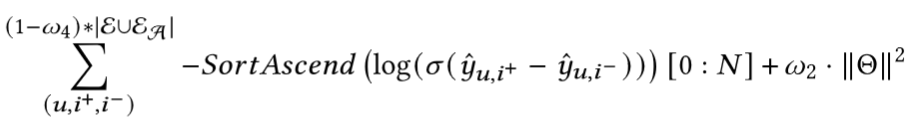 (1−ω₄)∗|ℰ∪ℰ_𝒜|
∑ −SortAscend (log(σ(ŷ_{u,i⁺} − ŷ_{u,i⁻}))) [0 : N] + ω₂ · ∥Θ∥²
(u,i⁺,i⁻)